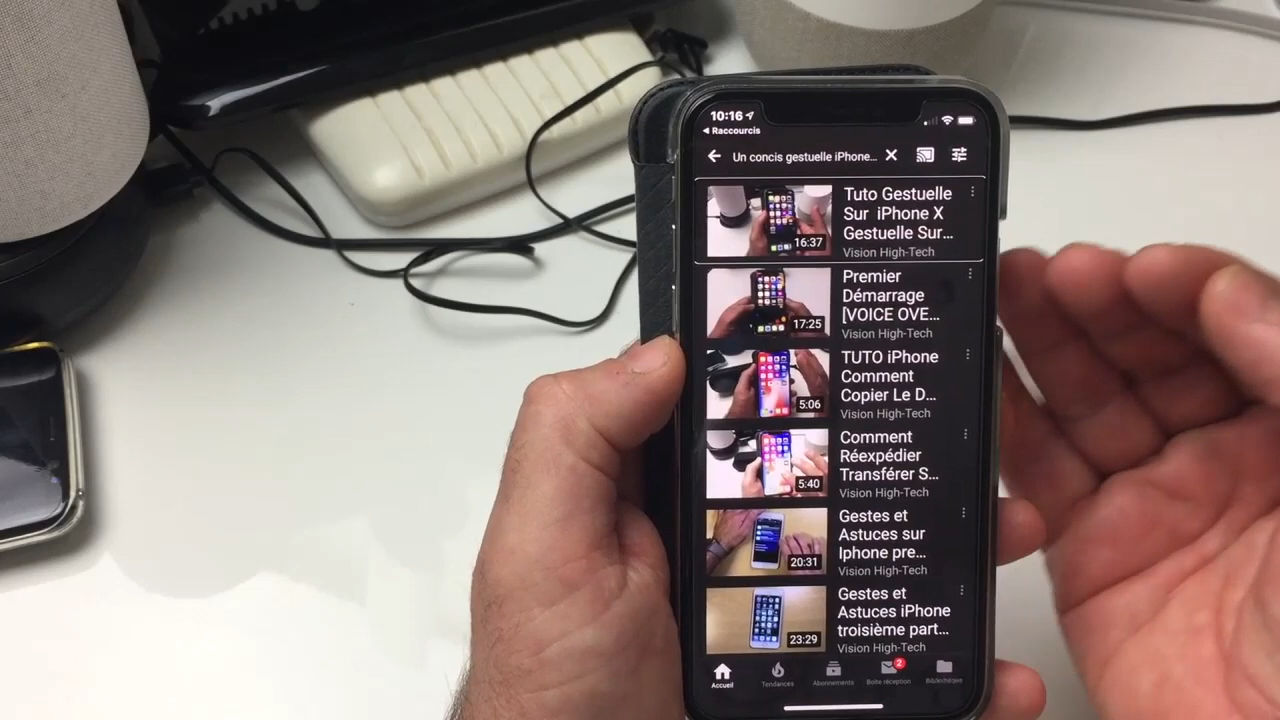 10:16
Raccourcis
Un concis gestuelle iPhone...
Tuto Gestuelle
Sur iPhone X
Gestuelle Sur...
Vision High-Tech
16:37
Premier
Démarrage
[VOICE OVE...
Vision High-Tech
17:25
TUTO iPhone
Comment
Copier Le D...
Vision High-Tech
5:06
Comment
Réexpédier
Transférer S...
Vision High-Tech
5:40
Gestes et
Astuces sur
Iphone pre...
Vision High-Tech
20:31
Gestes et
Astuces iPhone
troisième part...
Vision High-Tech
23:29
2
Accueil
Tendances
Abonnements
Boîte réception
Bibliothèque